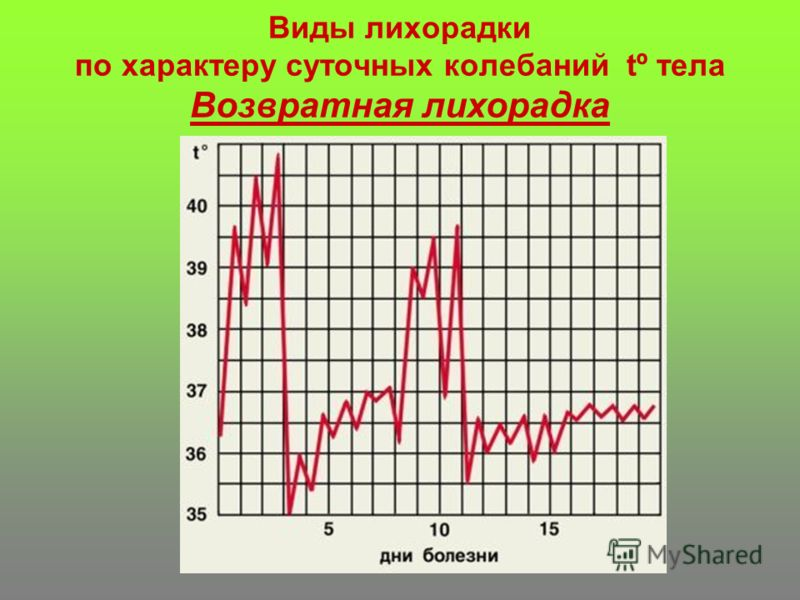 Виды лихорадки
по характеру суточных колебаний tº тела
Возвратная лихорадка
t°
40
39
38
37
36
35
5 10 15
дни болезни
MyShared